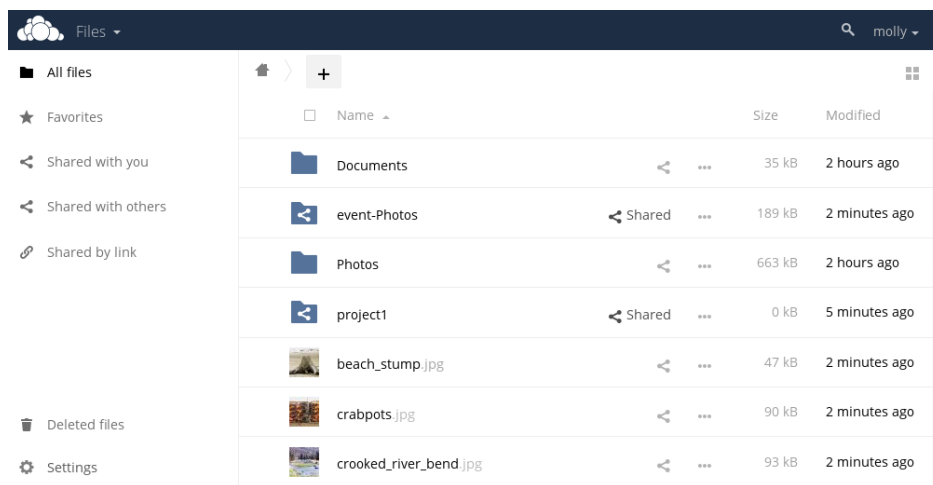 Files
molly
All files
Favorites
Shared with you
Shared with others
Shared by link
Deleted files
Settings
+
Name Size Modified
Documents 35 kB 2 hours ago
event-Photos Shared 189 kB 2 minutes ago
Photos 663 kB 2 hours ago
project1 Shared 0 kB 5 minutes ago
beach_stump.jpg 47 kB 2 minutes ago
crabpots.jpg 90 kB 2 minutes ago
crooked_river_bend.jpg 93 kB 2 minutes ago